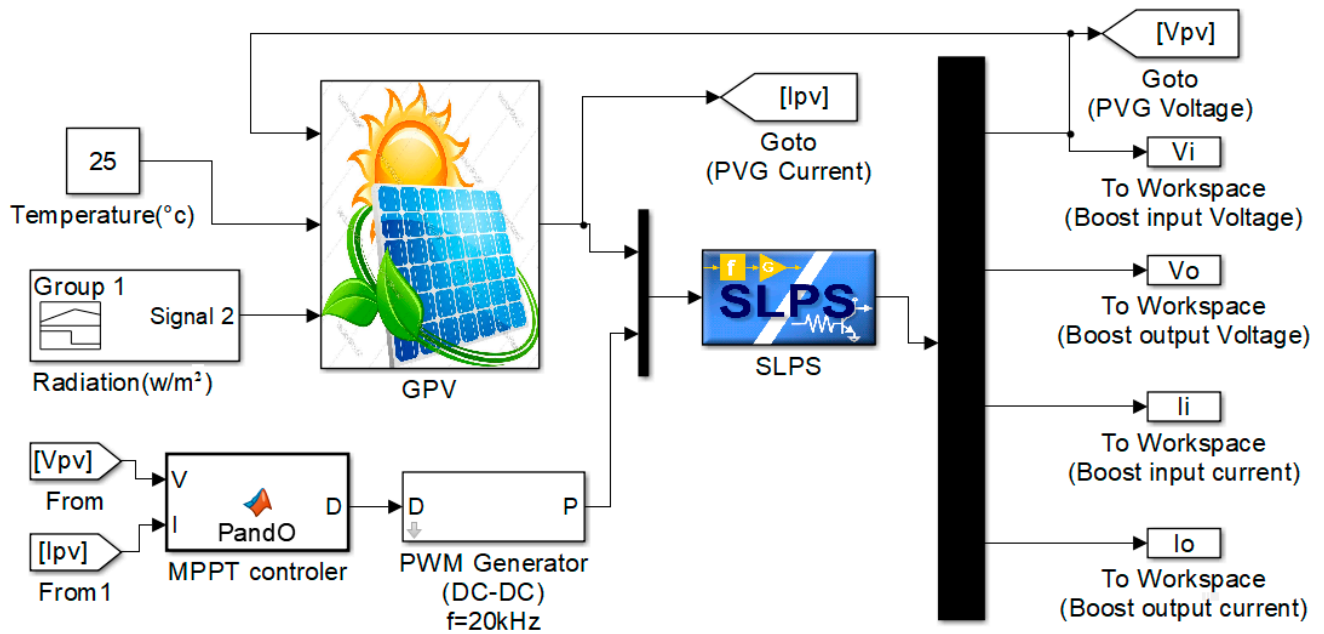 [Vpv]
Goto
(PVG Voltage)
[Ipv]
Goto
(PVG Current)
25
Temperature(°c)
Vi
To Workspace
(Boost input Voltage)
Group 1
Signal 2
Radiation(w/m²)
GPV
f
G
SLPS
SLPS
Vo
To Workspace
(Boost output Voltage)
Ii
To Workspace
(Boost input current)
[Vpv]
From
[Ipv]
From1
V
I
D
PandO
MPPT controler
D
P
PWM Generator
(DC-DC)
f=20kHz
Io
To Workspace
(Boost output current)